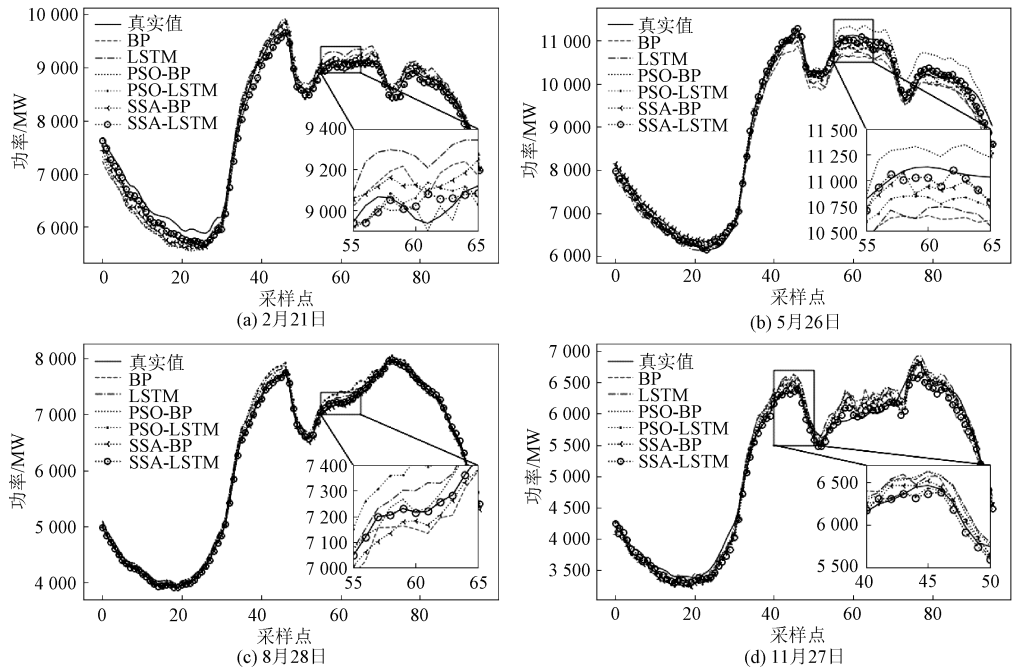 10 000
9 000
8 000
7 000
6 000
功率/MW
真实值
BP
LSTM
PSO-BP
PSO-LSTM
SSA-BP
SSA-LSTM
9 400
9 200
9 000
55 60 65
0 20 40 60 80
采样点
(a) 2月21日
11 000
10 000
9 000
8 000
7 000
6 000
功率/MW
真实值
BP
LSTM
PSO-BP
PSO-LSTM
SSA-BP
SSA-LSTM
11 500
11 250
11 000
10 750
10 500
55 60 65
0 20 40 60 80
采样点
(b) 5月26日
8 000
7 000
6 000
5 000
4 000
功率/MW
真实值
BP
LSTM
PSO-BP
PSO-LSTM
SSA-BP
SSA-LSTM
7 400
7 300
7 200
7 100
7 000
55 60 65
0 20 40 60 80
采样点
(c) 8月28日
7 000
6 500
6 000
5 500
5 000
4 500
4 000
3 500
功率/MW
真实值
BP
LSTM
PSO-BP
PSO-LSTM
SSA-BP
SSA-LSTM
6 500
6 000
5 500
40 45 50
0 20 40 60 80
采样点
(d) 11月27日